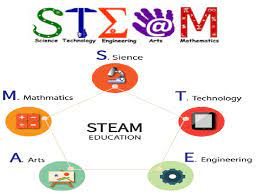 STEAM
Science Technology Engineering Arts Mathematics
S. Sience
M. Mathmatics
T. Technology
STEAM
EDUCATION
A. Arts
E. Engineering